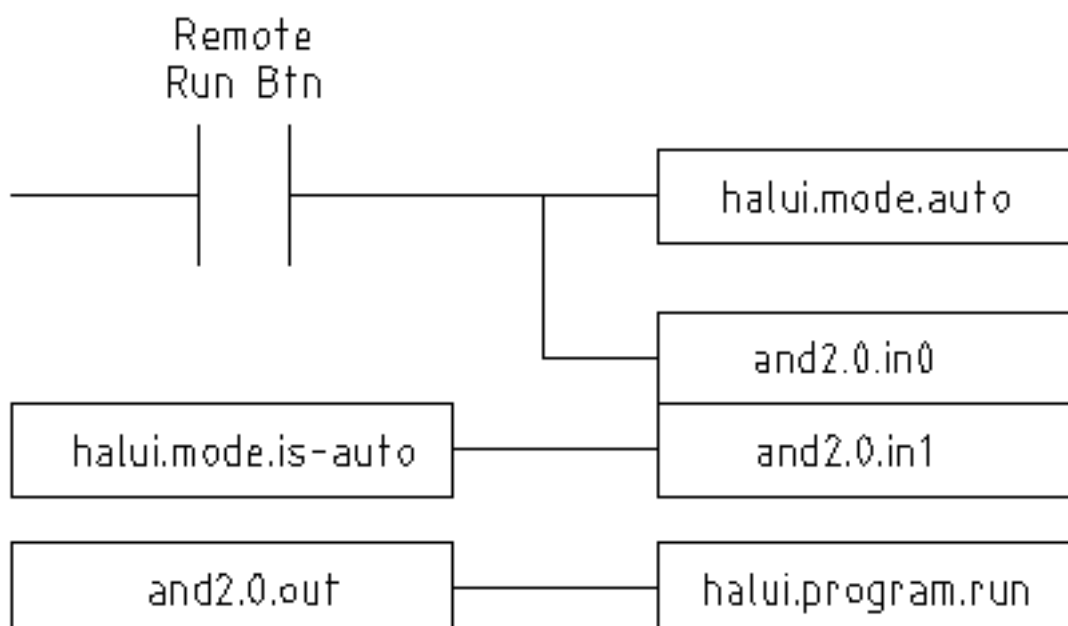 Remote
Run Btn
halui.mode.auto
and2.0.in0
halui.mode.is-auto
and2.0.in1
and2.0.out
halui.program.run